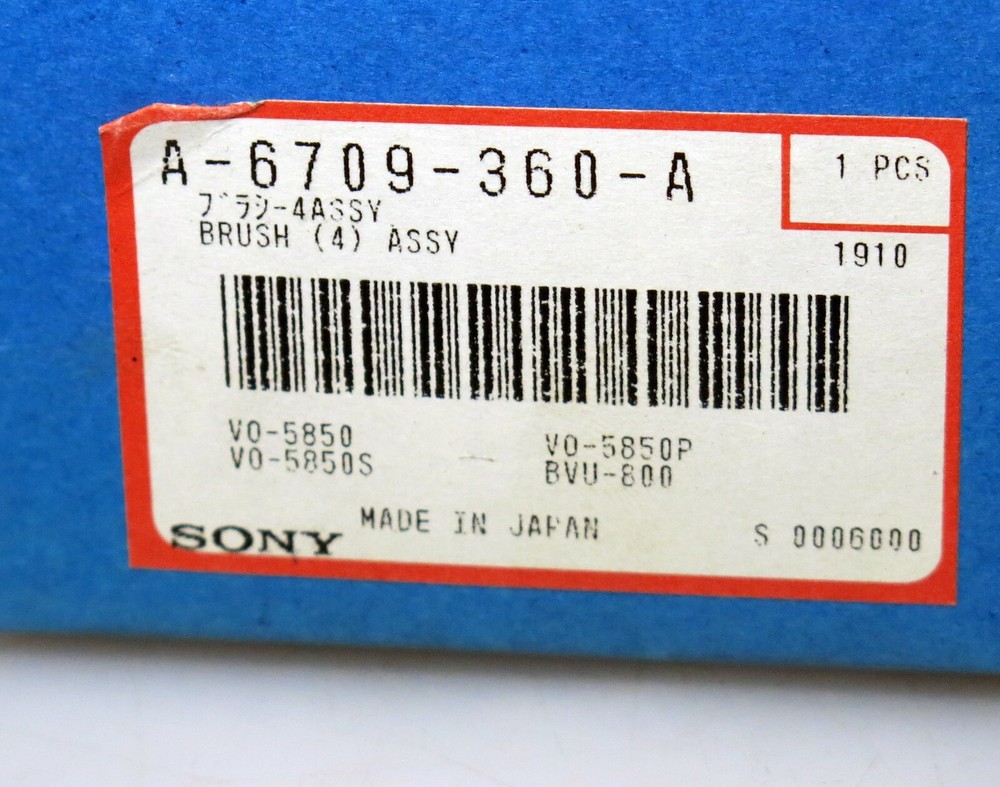 A-6709-360-A
1 PCS
ブラシ-4ASSY
BRUSH (4) ASSY
1910
VO-5850
VO-5850P
VO-5850S
BVU-800
MADE IN JAPAN
SONY
S 0006000